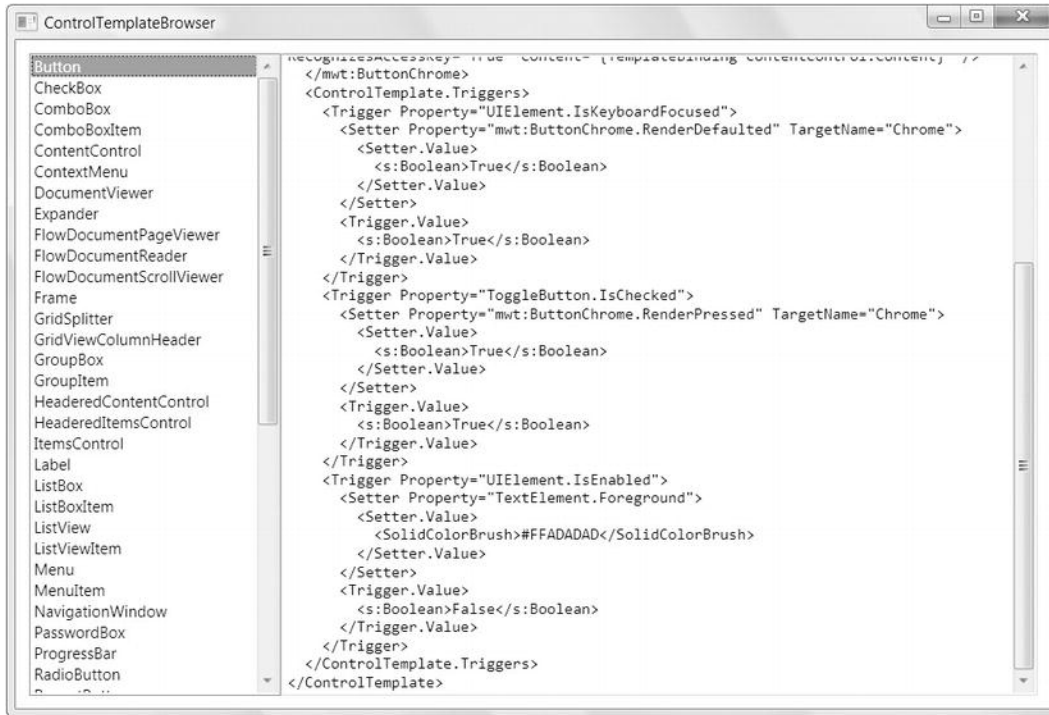 ControlTemplateBrowser
Button
CheckBox
ComboBox
ComboBoxItem
ContentControl
ContextMenu
DocumentViewer
Expander
FlowDocumentPageViewer
FlowDocumentReader
FlowDocumentScrollViewer
Frame
GridSplitter
GridViewColumnHeader
GroupBox
GroupItem
HeaderedContentControl
HeaderedItemsControl
ItemsControl
Label
ListBox
ListBoxItem
ListView
ListViewItem
Menu
MenuItem
NavigationWindow
PasswordBox
ProgressBar
RadioButton
RecognizesAccessKey="True" Content="{TemplateBinding ContentControl.Content}" />
</mwt:ButtonChrome>
<ControlTemplate.Triggers>
<Trigger Property="UIElement.IsKeyboardFocused">
<Setter Property="mwt:ButtonChrome.RenderDefaulted" TargetName="Chrome">
<Setter.Value>
<s:Boolean>True</s:Boolean>
</Setter.Value>
</Setter>
<Trigger.Value>
<s:Boolean>True</s:Boolean>
</Trigger.Value>
</Trigger>
<Trigger Property="ToggleButton.IsChecked">
<Setter Property="mwt:ButtonChrome.RenderPressed" TargetName="Chrome">
<Setter.Value>
<s:Boolean>True</s:Boolean>
</Setter.Value>
</Setter>
<Trigger.Value>
<s:Boolean>True</s:Boolean>
</Trigger.Value>
</Trigger>
<Trigger Property="UIElement.IsEnabled">
<Setter Property="TextElement.Foreground">
<Setter.Value>
<SolidColorBrush>#FFADADAD</SolidColorBrush>
</Setter.Value>
</Setter>
<Trigger.Value>
<s:Boolean>False</s:Boolean>
</Trigger.Value>
</Trigger>
</ControlTemplate.Triggers>
</ControlTemplate>